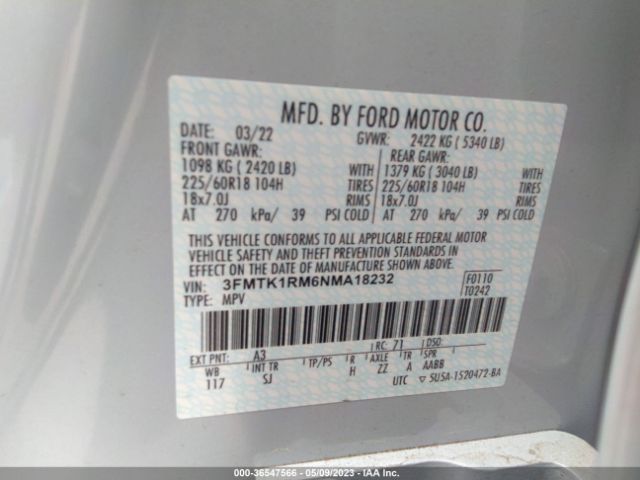 MFD. BY FORD MOTOR CO.
DATE: 03/22 GVWR: 2422 KG ( 5340 LB)
FRONT GAWR: REAR GAWR:
1098 KG ( 2420 LB) WITH 1379 KG ( 3040 LB) WITH
225/60R18 104H TIRES 225/60R18 104H TIRES
18x7.0J RIMS 18x7.0J RIMS
AT 270 kPa/ 39 PSI COLD AT 270 kPa/ 39 PSI COLD
THIS VEHICLE CONFORMS TO ALL APPLICABLE FEDERAL MOTOR
VEHICLE SAFETY AND THEFT PREVENTION STANDARDS IN
EFFECT ON THE DATE OF MANUFACTURE SHOWN ABOVE.
VIN: 3FMTK1RM6NMA18232 F0110
TYPE: MPV T0242
EXT PNT: A3 RC: 71 DSO:
WB INT TR TP/PS R AXLE TR SPR
117 SJ H ZZ A AABB
UTC ▽ 5U5A-1520472-BA
000-36547566 - 05/09/2023 - IAA Inc.